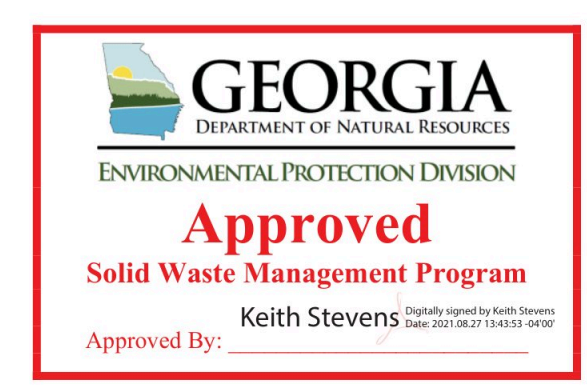 GEORGIA
DEPARTMENT OF NATURAL RESOURCES
ENVIRONMENTAL PROTECTION DIVISION
Approved
Solid Waste Management Program
Keith Stevens
Digitally signed by Keith Stevens
Date: 2021.08.27 13:43:53 -04'00'
Approved By: